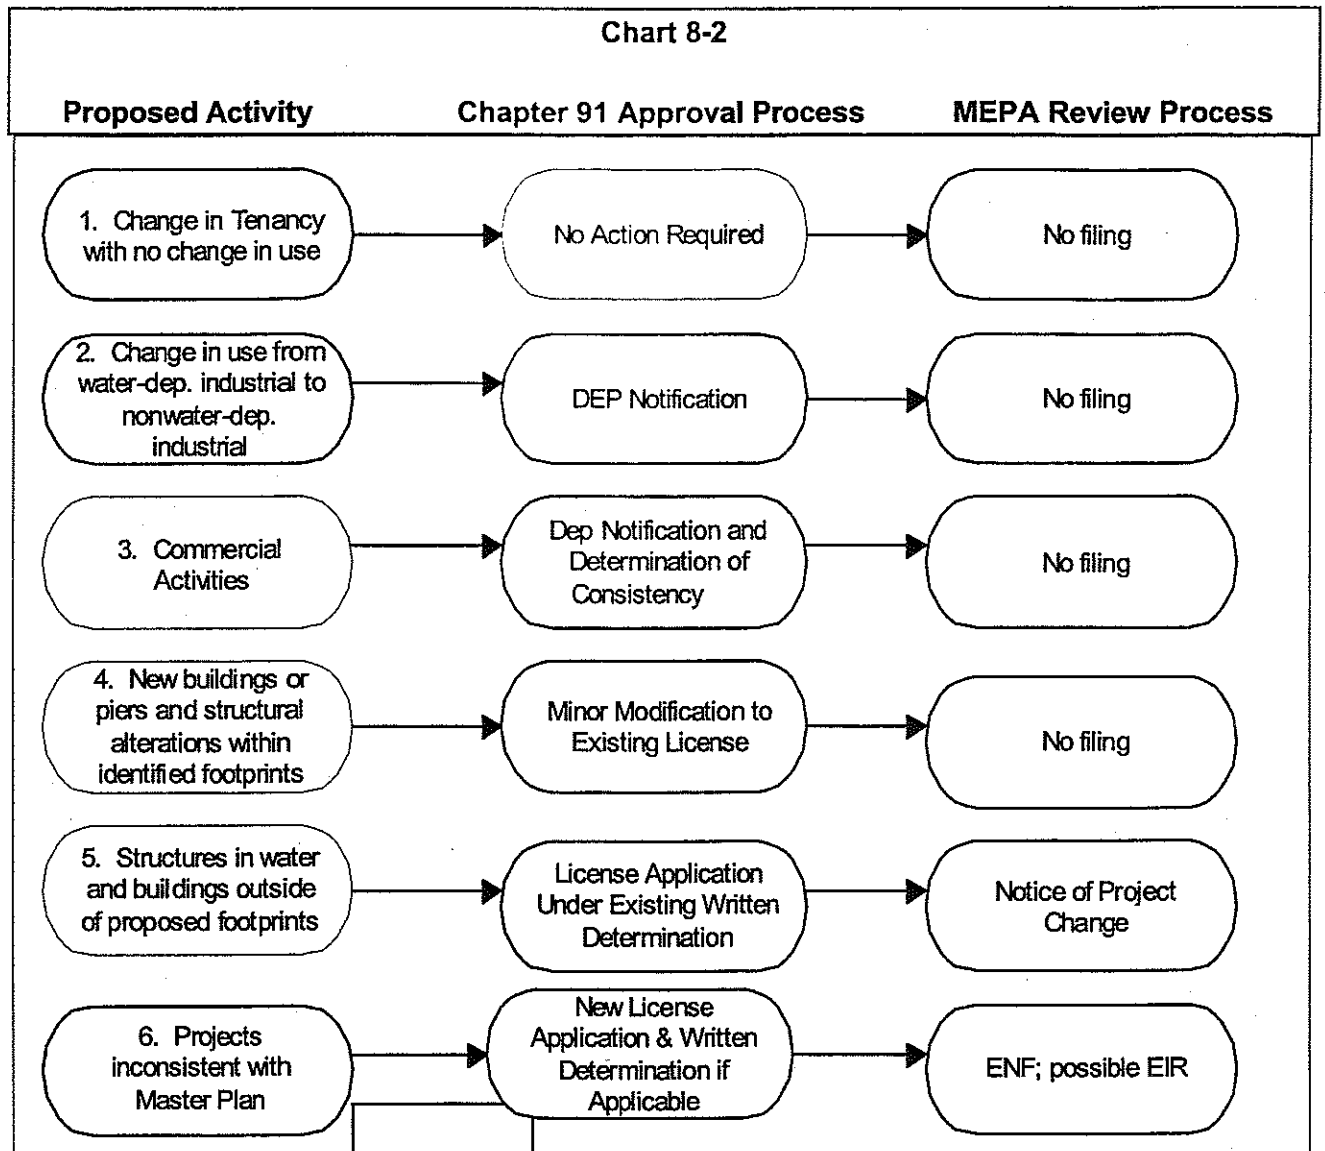 Chart 8-2
Proposed Activity Chapter 91 Approval Process MEPA Review Process
1. Change in Tenancy
with no change in use
No Action Required
No filing
2. Change in use from
water-dep. industrial to
nonwater-dep.
industrial
DEP Notification
No filing
3. Commercial
Activities
Dep Notification and
Determination of
Consistency
No filing
4. New buildings or
piers and structural
alterations within
identified footprints
Minor Modification to
Existing License
No filing
5. Structures in water
and buildings outside
of proposed footprints
License Application
Under Existing Written
Determination
Notice of Project
Change
6. Projects
inconsistent with
Master Plan
New License
Application & Written
Determination if
Applicable
ENF; possible EIR